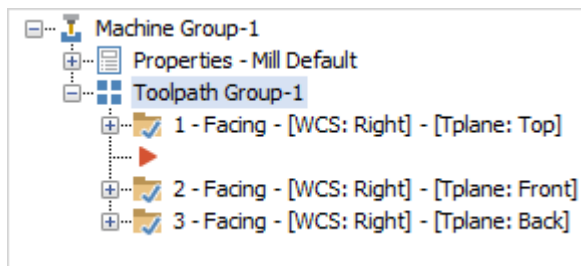 Machine Group-1
Properties - Mill Default
Toolpath Group-1
1 - Facing - [WCS: Right] - [Tplane: Top]
2 - Facing - [WCS: Right] - [Tplane: Front]
3 - Facing - [WCS: Right] - [Tplane: Back]